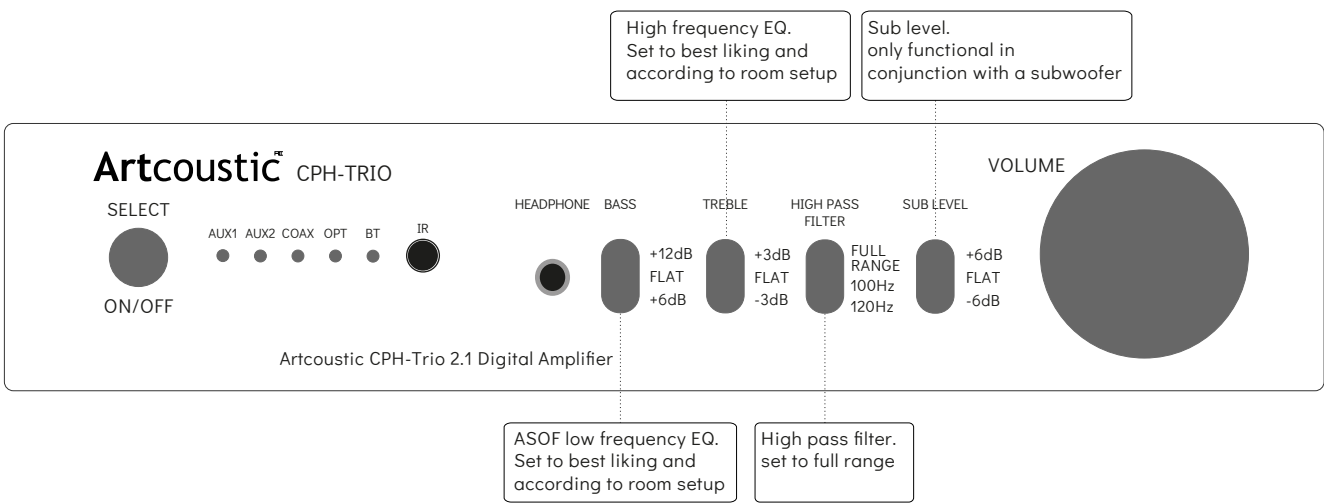 High frequency EQ.
Set to best liking and
according to room setup
Sub level.
only functional in
conjunction with a subwoofer
Artcoustic CPH-TRIO
VOLUME
SELECT
HEADPHONE BASS TREBLE HIGH PASS SUB LEVEL
FILTER
AUX1 AUX2 COAX OPT BT IR
+12dB
FLAT
+6dB
+3dB
FLAT
-3dB
FULL
RANGE
100Hz
120Hz
+6dB
FLAT
-6dB
ON/OFF
Artcoustic CPH-Trio 2.1 Digital Amplifier
ASOF low frequency EQ.
Set to best liking and
according to room setup
High pass filter.
set to full range